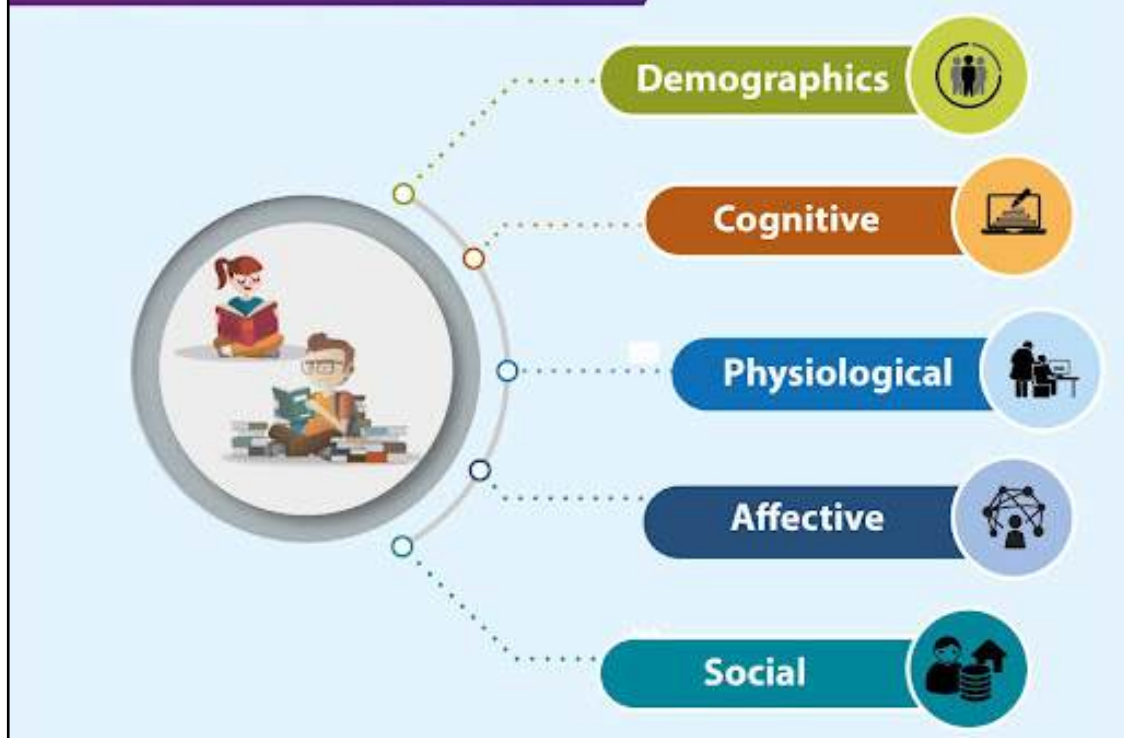 Demographics
Cognitive
Physiological
Affective
Social